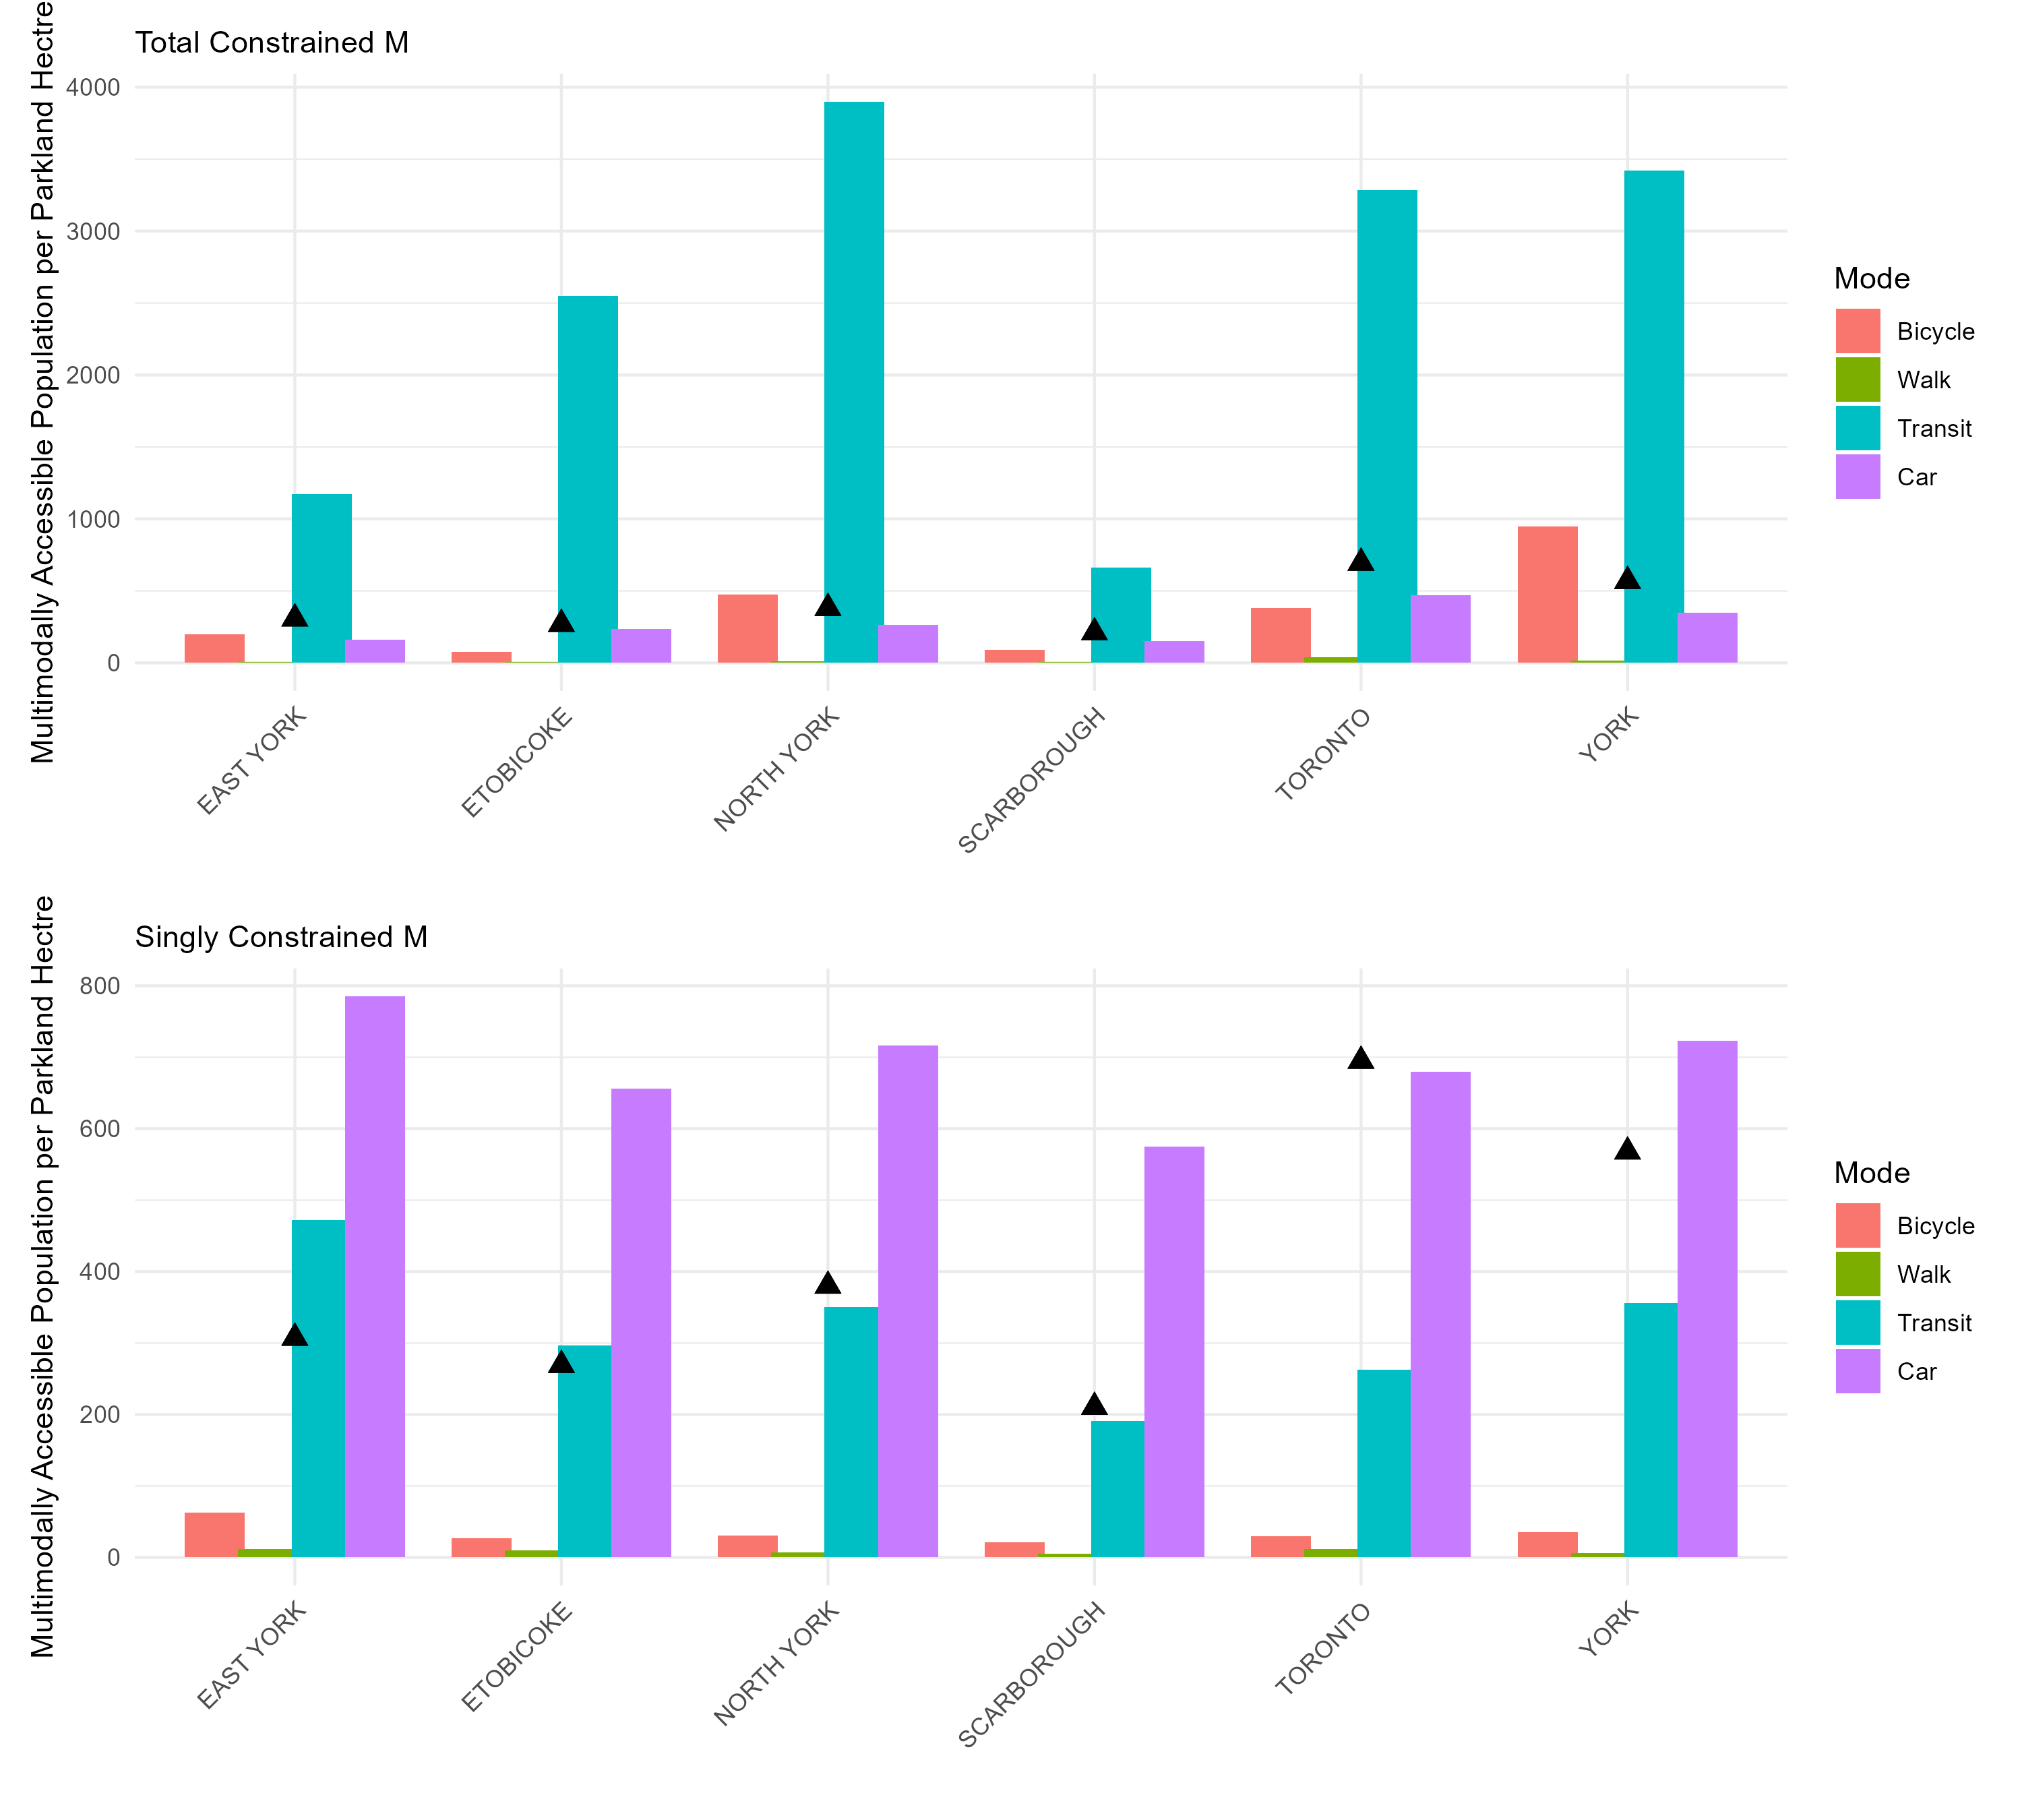 Total Constrained M
Multimodally Accessible Population per Parkland Hectre
4000
3000
2000
1000
0
EAST YORK
ETOBICOKE
NORTH YORK
SCARBOROUGH
TORONTO
YORK
Mode
Bicycle
Walk
Transit
Car
Singly Constrained M
Multimodally Accessible Population per Parkland Hectre
800
600
400
200
0
EAST YORK
ETOBICOKE
NORTH YORK
SCARBOROUGH
TORONTO
YORK
Mode
Bicycle
Walk
Transit
Car